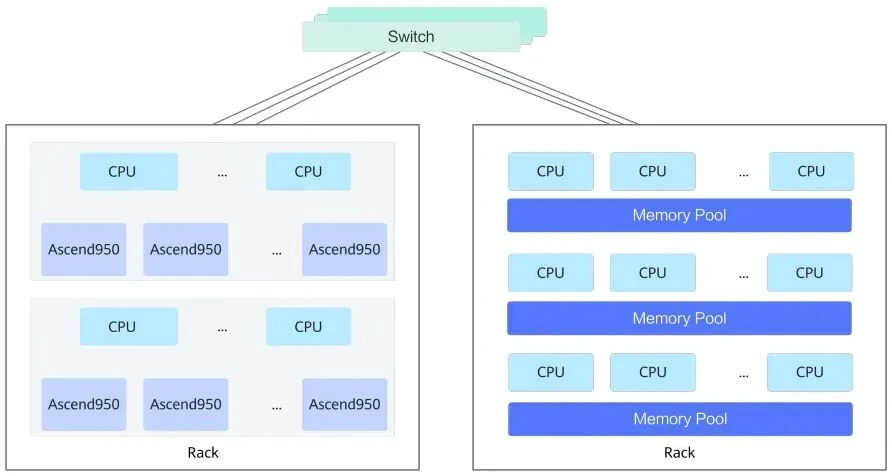 Switch
CPU ... CPU
Ascend950 Ascend950 ... Ascend950
CPU ... CPU
Ascend950 Ascend950 ... Ascend950
Rack
CPU CPU ... CPU
Memory Pool
CPU CPU ... CPU
Memory Pool
CPU CPU ... CPU
Memory Pool
Rack